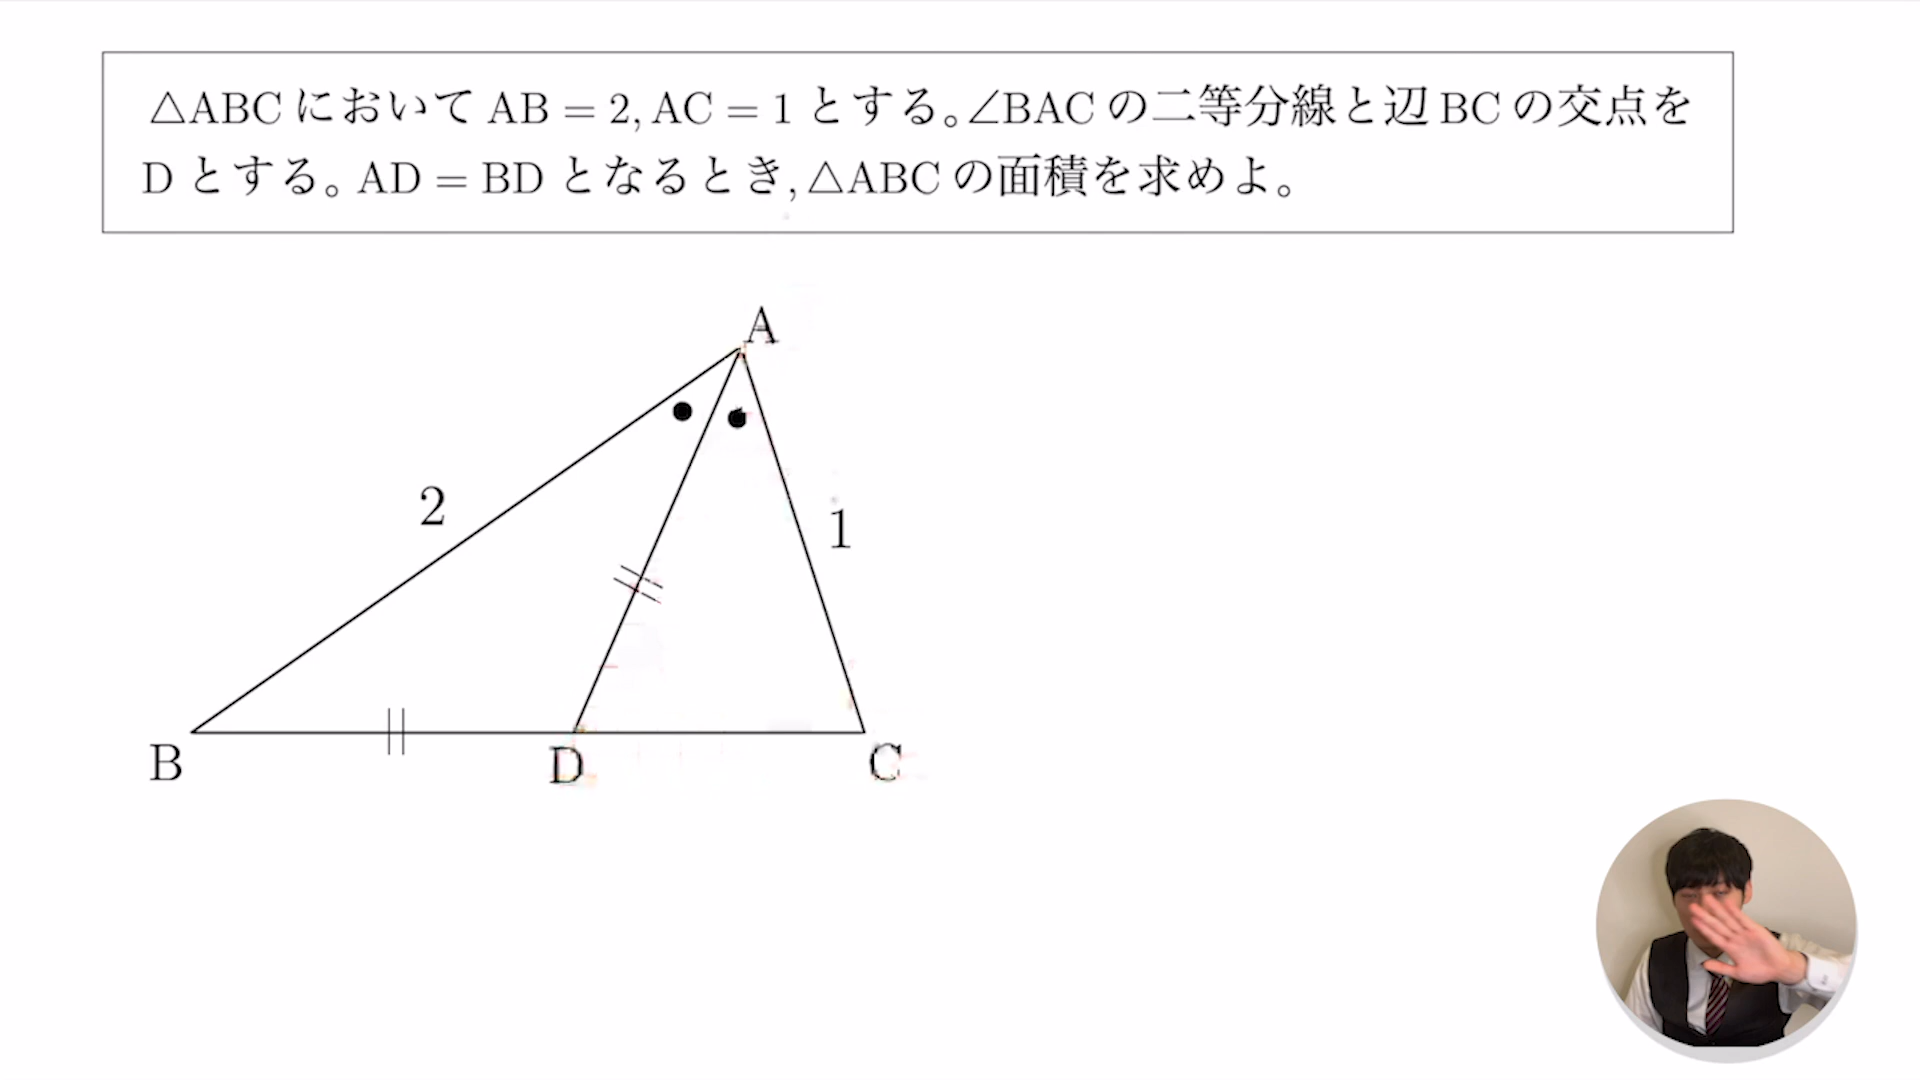 △ABC において AB = 2, AC = 1 とする。∠BAC の二等分線と辺 BC の交点を
D とする。AD = BD となるとき, △ABC の面積を求めよ。
A
2
1
B
D
C